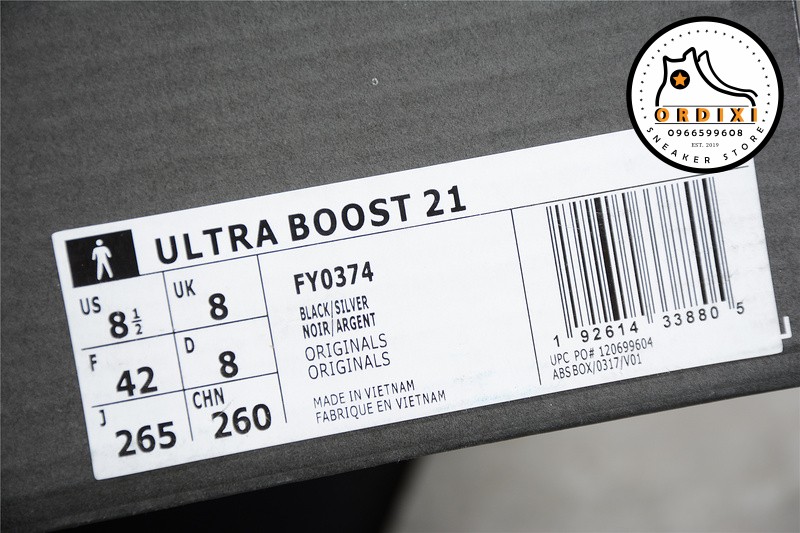 ORDIXI
0966599608
EST. 2019
SNEAKER STORE
ULTRA BOOST 21
US 8½
UK 8
F 42
D 8
J 265
CHN 260
FY0374
BLACK/SILVER
NOIR/ARGENT
ORIGINALS
ORIGINALS
MADE IN VIETNAM
FABRIQUE EN VIETNAM
1 92614 33880 5
UPC PO# 120699604
ABSBOX/0317/V01